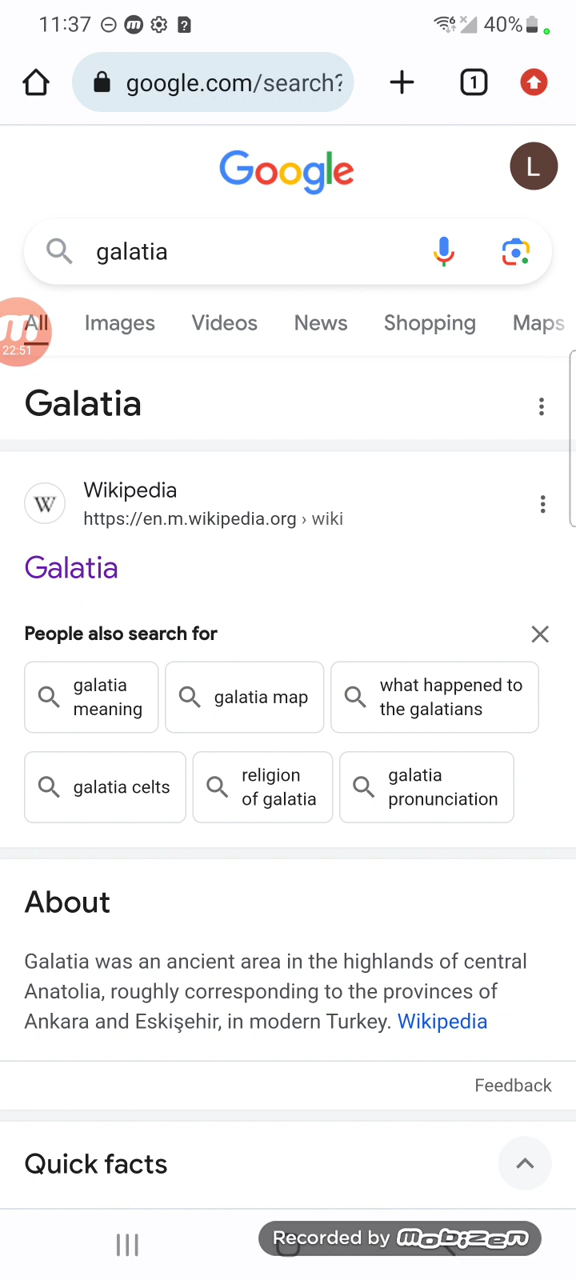 11:37
6
40%
google.com/search?
1
Google
L
galatia
22:51
All Images Videos News Shopping Maps
Galatia
W
Wikipedia
https://en.m.wikipedia.org › wiki
Galatia
People also search for
galatia
meaning
galatia map
what happened to
the galatians
galatia celts
religion
of galatia
galatia
pronunciation
About
Galatia was an ancient area in the highlands of central
Anatolia, roughly corresponding to the provinces of
Ankara and Eskişehir, in modern Turkey. Wikipedia
Feedback
Quick facts
Recorded by mobizen